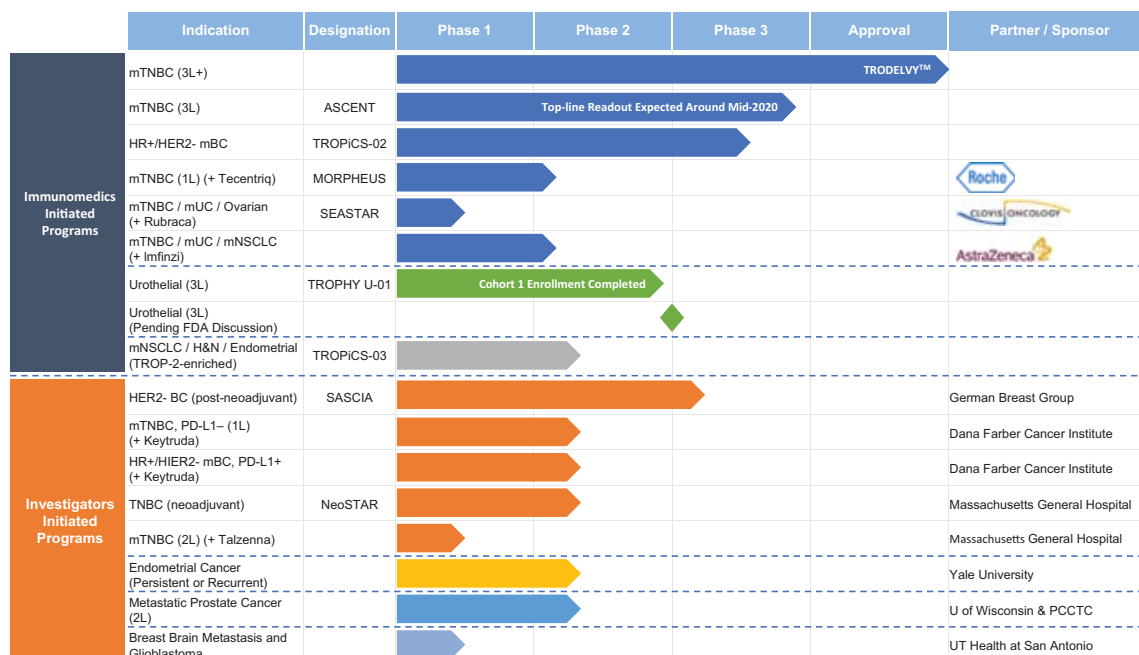 Indication Designation Phase 1 Phase 2 Phase 3 Approval Partner / Sponsor
Immunomedics
Initiated
Programs
mTNBC (3L+) TRODELVY™
mTNBC (3L) ASCENT Top-line Readout Expected Around Mid-2020
HR+/HER2- mBC TROPiCS-02
mTNBC (1L) (+ Tecentriq) MORPHEUS Roche
mTNBC / mUC / Ovarian
(+ Rubraca) SEASTAR CLOVIS ONCOLOGY
mTNBC / mUC / mNSCLC
(+ Imfinzi) AstraZeneca
Urothelial (3L) TROPHY U-01 Cohort 1 Enrollment Completed
Urothelial (3L)
(Pending FDA Discussion)
mNSCLC / H&N / Endometrial
(TROP-2-enriched) TROPiCS-03
Investigators
Initiated
Programs
HER2- BC (post-neoadjuvant) SASCIA German Breast Group
mTNBC, PD-L1– (1L)
(+ Keytruda) Dana Farber Cancer Institute
HR+/HIER2- mBC, PD-L1+
(+ Keytruda) Dana Farber Cancer Institute
TNBC (neoadjuvant) NeoSTAR Massachusetts General Hospital
mTNBC (2L) (+ Talzenna) Massachusetts General Hospital
Endometrial Cancer
(Persistent or Recurrent) Yale University
Metastatic Prostate Cancer
(2L) U of Wisconsin & PCCTC
Breast Brain Metastasis and
Glioblastoma UT Health at San Antonio